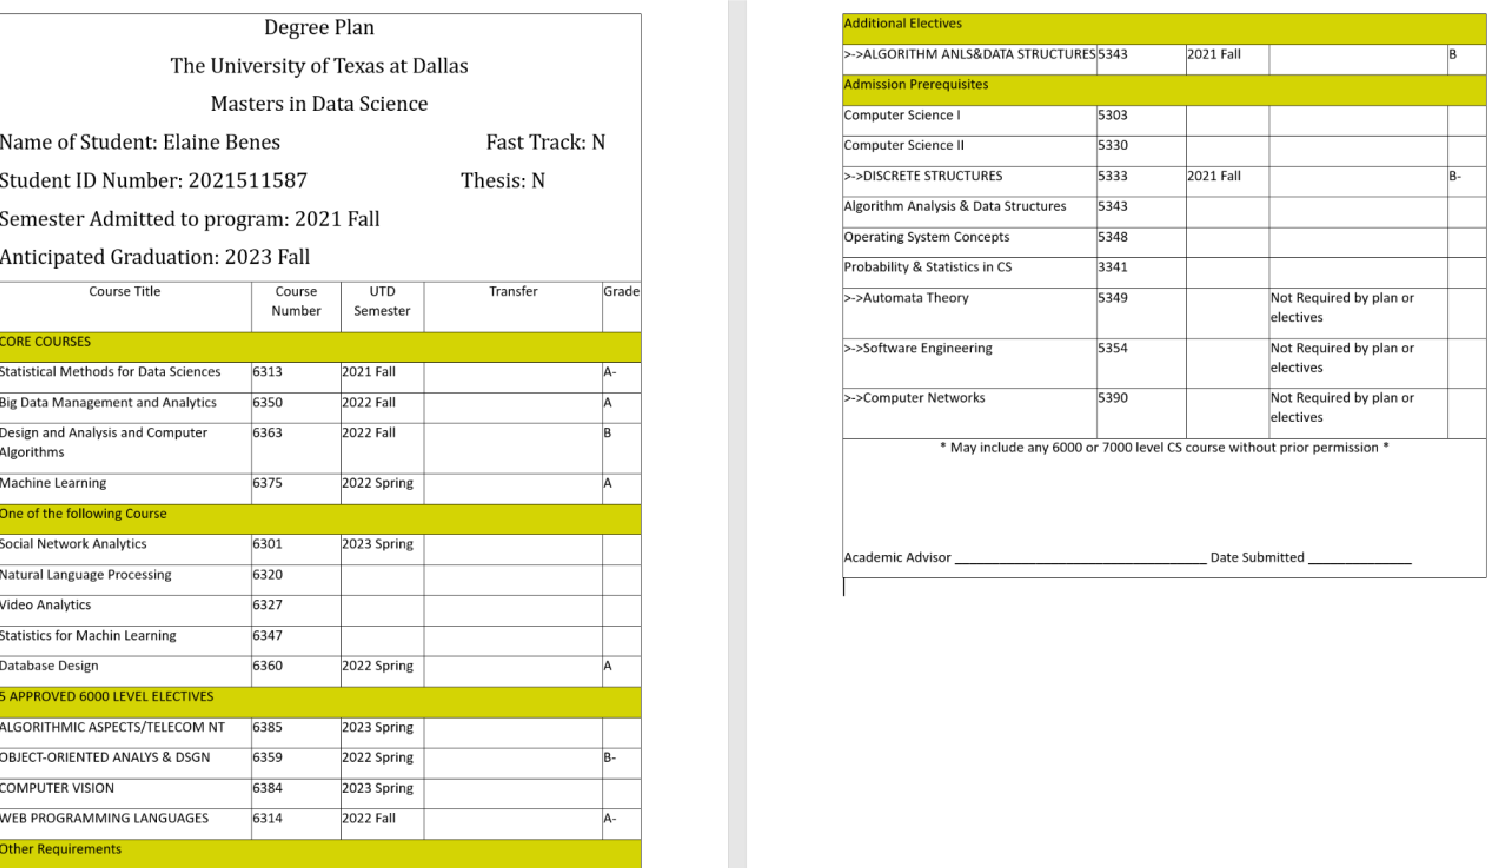 Degree Plan
The University of Texas at Dallas
Masters in Data Science
Name of Student: Elaine Benes Fast Track: N
Student ID Number: 2021511587 Thesis: N
Semester Admitted to program: 2021 Fall
Anticipated Graduation: 2023 Fall
Course Title Course Number UTD Semester Transfer Grade
CORE COURSES
Statistical Methods for Data Sciences 6313 2021 Fall A-
Big Data Management and Analytics 6350 2022 Fall A
Design and Analysis and Computer 6363 2022 Fall B
Algorithms
Machine Learning 6375 2022 Spring A
One of the following Course
Social Network Analytics 6301 2023 Spring
Natural Language Processing 6320
Video Analytics 6327
Statistics for Machin Learning 6347
Database Design 6360 2022 Spring A
5 APPROVED 6000 LEVEL ELECTIVES
ALGORITHMIC ASPECTS/TELECOM NT 6385 2023 Spring
OBJECT-ORIENTED ANALYS & DSGN 6359 2022 Spring B-
COMPUTER VISION 6384 2023 Spring
WEB PROGRAMMING LANGUAGES 6314 2022 Fall A-
Other Requirements
Additional Electives
>->ALGORITHM ANLS&DATA STRUCTURES 5343 2021 Fall B
Admission Prerequisites
Computer Science I 5303
Computer Science II 5330
>->DISCRETE STRUCTURES 5333 2021 Fall B-
Algorithm Analysis & Data Structures 5343
Operating System Concepts 5348
Probability & Statistics in CS 3341
>->Automata Theory 5349 Not Required by plan or
electives
>->Software Engineering 5354 Not Required by plan or
electives
>->Computer Networks 5390 Not Required by plan or
electives
* May include any 6000 or 7000 level CS course without prior permission *
Academic Advisor ________________________________ Date Submitted _____________